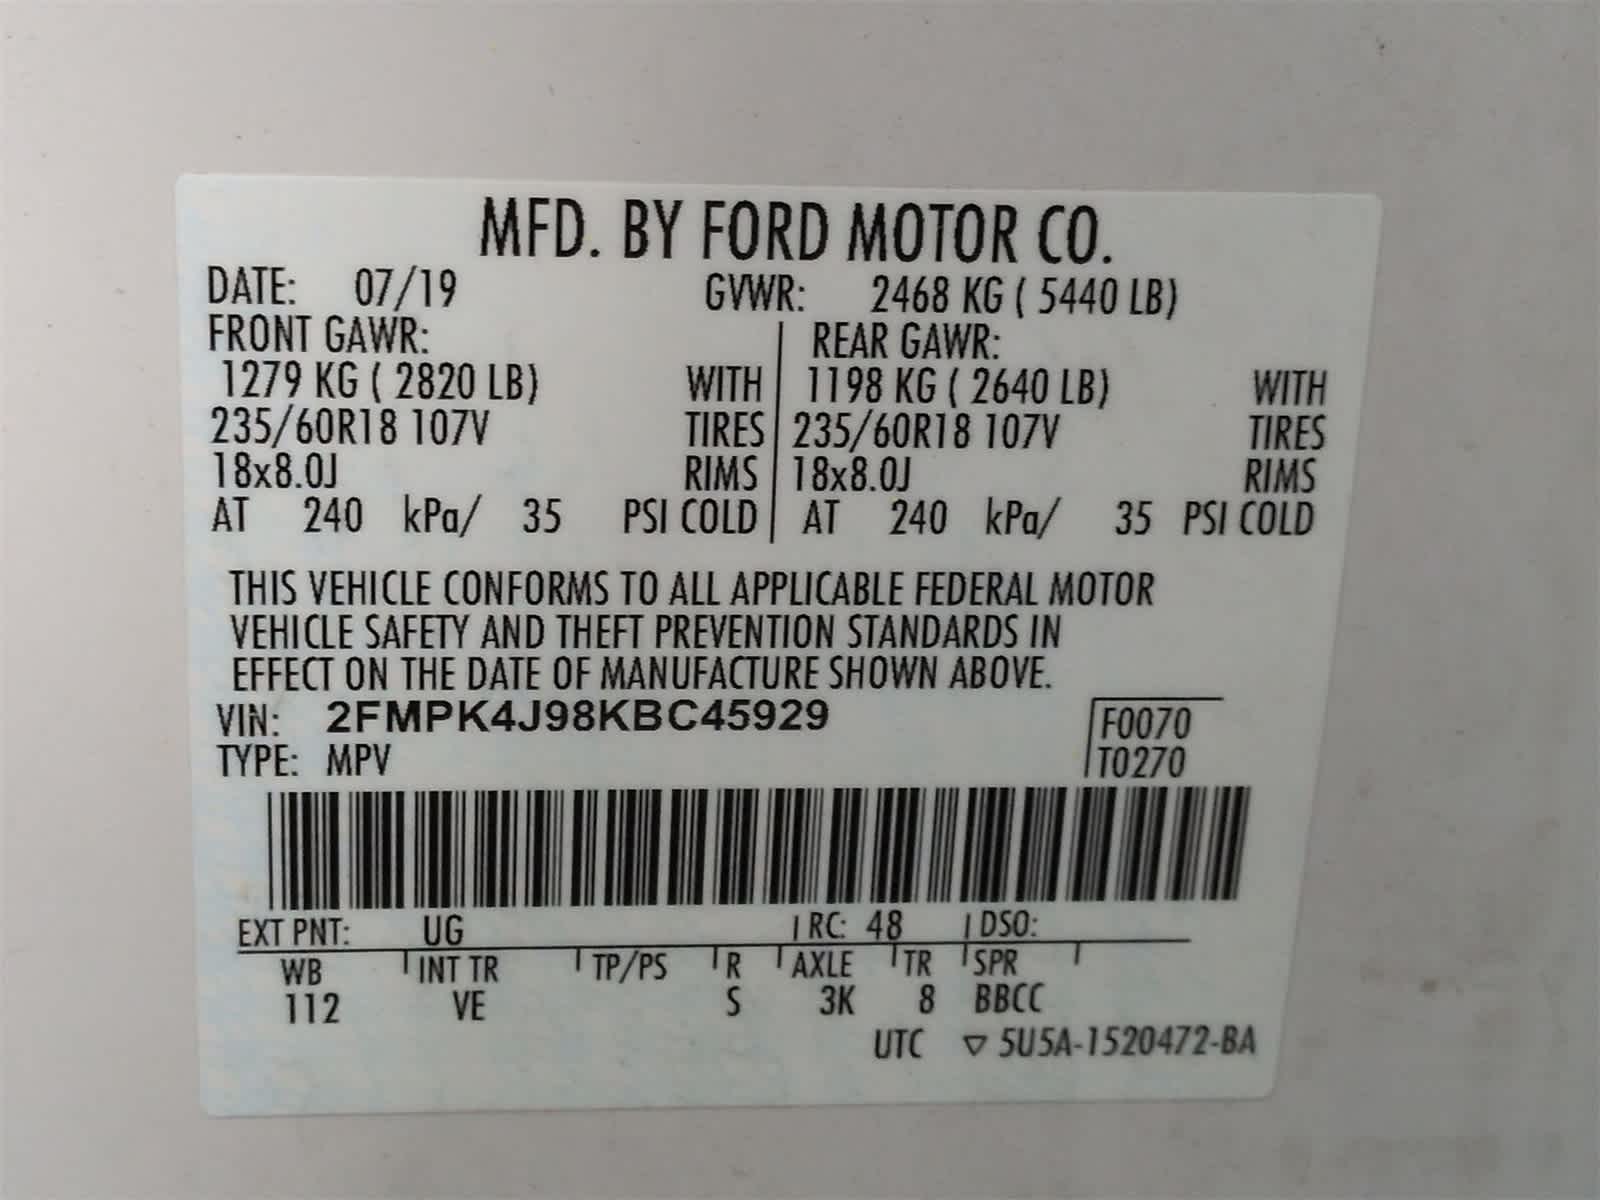 MFD. BY FORD MOTOR CO.
DATE: 07/19 GVWR: 2468 KG ( 5440 LB)
FRONT GAWR: REAR GAWR:
1279 KG ( 2820 LB) WITH 1198 KG ( 2640 LB) WITH
235/60R18 107V TIRES 235/60R18 107V TIRES
18x8.0J RIMS 18x8.0J RIMS
AT 240 kPa/ 35 PSI COLD AT 240 kPa/ 35 PSI COLD
THIS VEHICLE CONFORMS TO ALL APPLICABLE FEDERAL MOTOR
VEHICLE SAFETY AND THEFT PREVENTION STANDARDS IN
EFFECT ON THE DATE OF MANUFACTURE SHOWN ABOVE.
VIN: 2FMPK4J98KBC45929 F0070
TYPE: MPV T0270
EXT PNT: UG RC: 48 DSO:
WB INT TR TP/PS R AXLE TR SPR
112 VE S 3K 8 BBCC
UTC ▽ 5U5A-1520472-BA